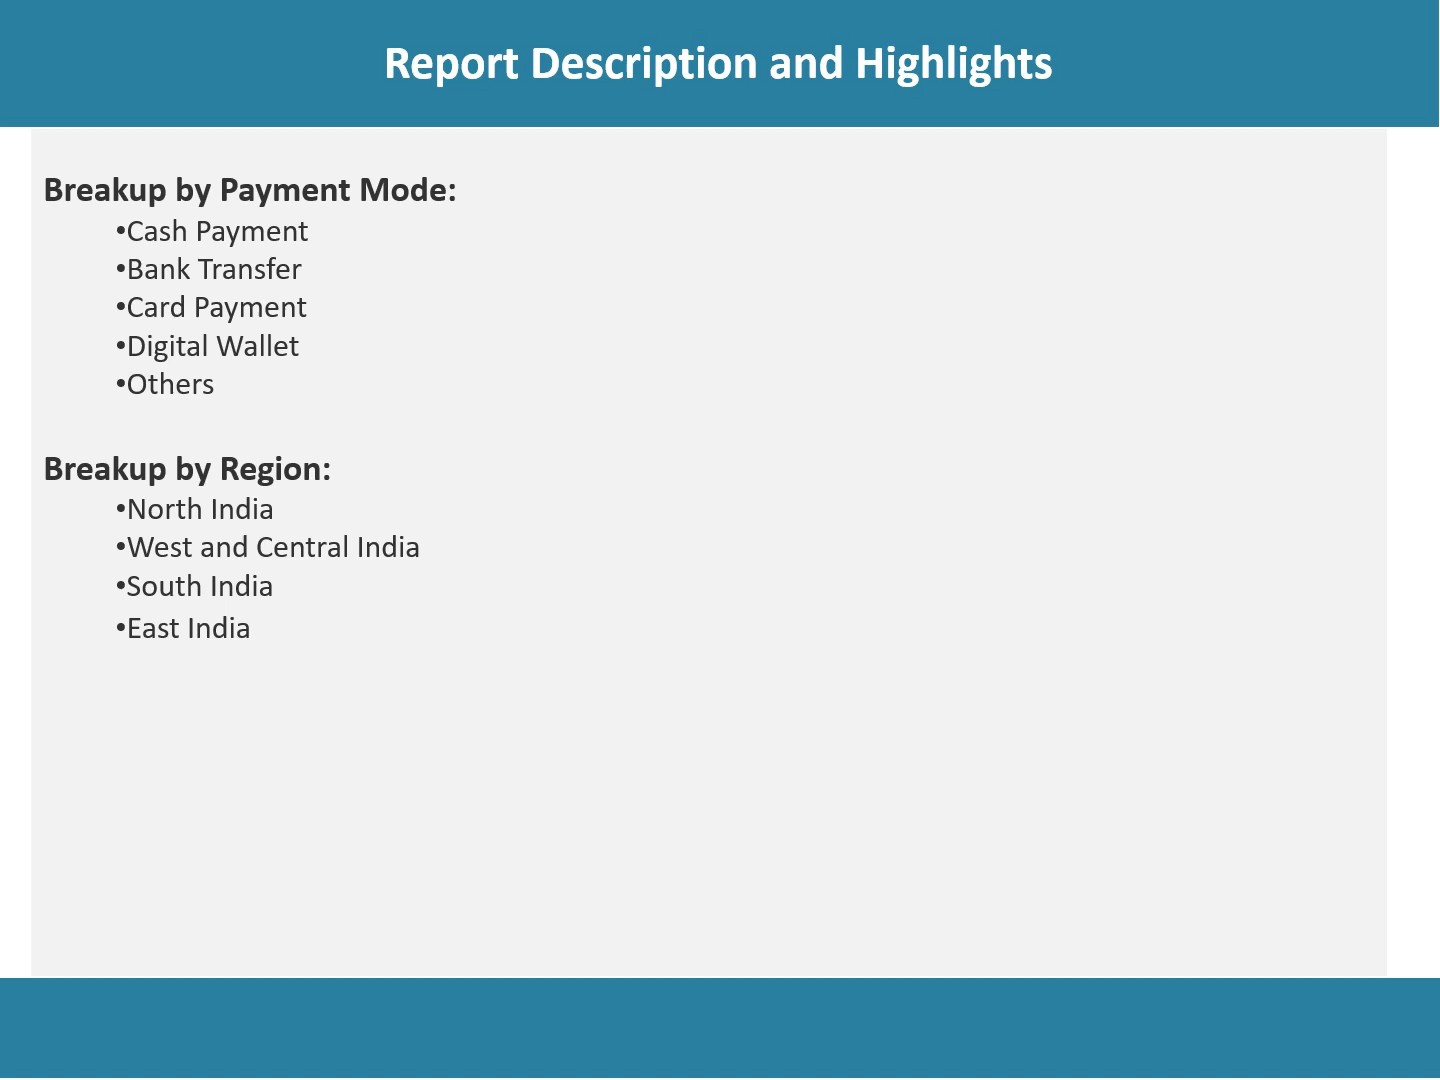 Report Description and Highlights
Breakup by Payment Mode:
•Cash Payment
•Bank Transfer
•Card Payment
•Digital Wallet
•Others
Breakup by Region:
•North India
•West and Central India
•South India
•East India